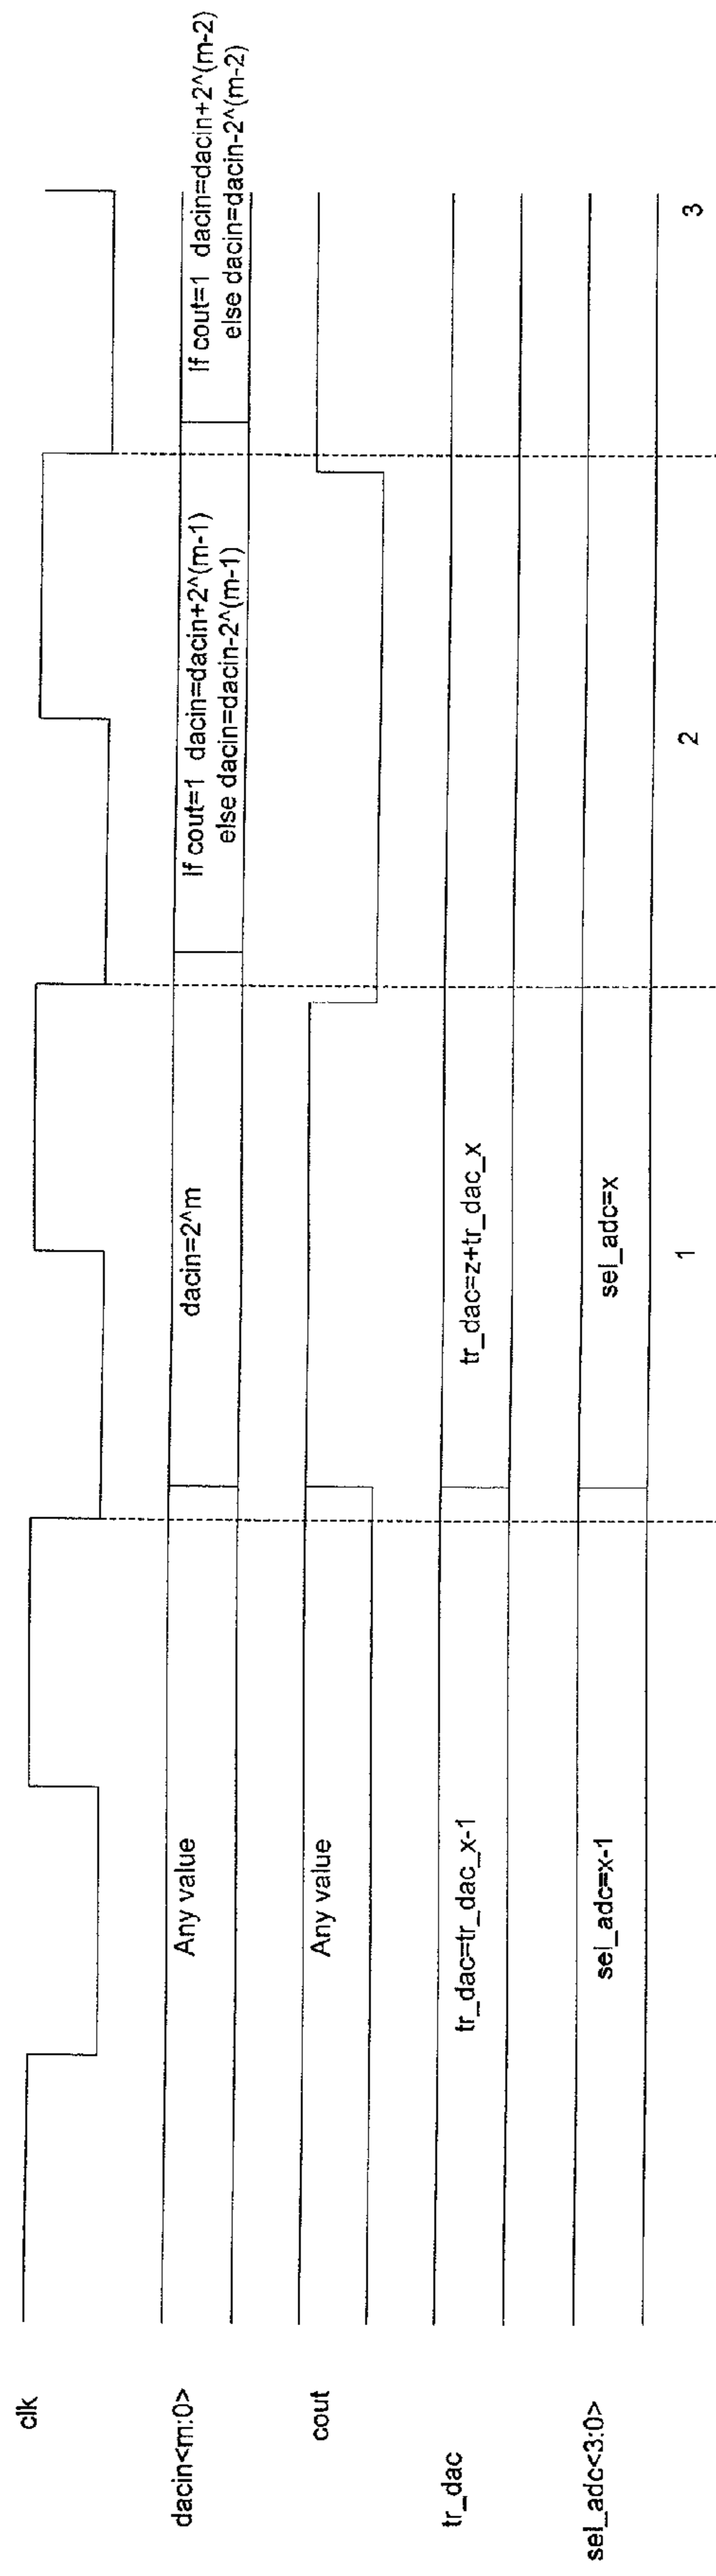 clk
dacin<m:0>
Any value
dacin=2^m
If cout=1 dacin=dacin+2^(m-1)
else dacin=dacin-2^(m-1)
If cout=1 dacin=dacin+2^(m-2)
else dacin=dacin-2^(m-2)
cout
Any value
tr_dac
tr_dac=tr_dac_x-1
tr_dac=z+tr_dac_x
sel_adc<3:0>
sel_adc=x-1
sel_adc=x
1
2
3